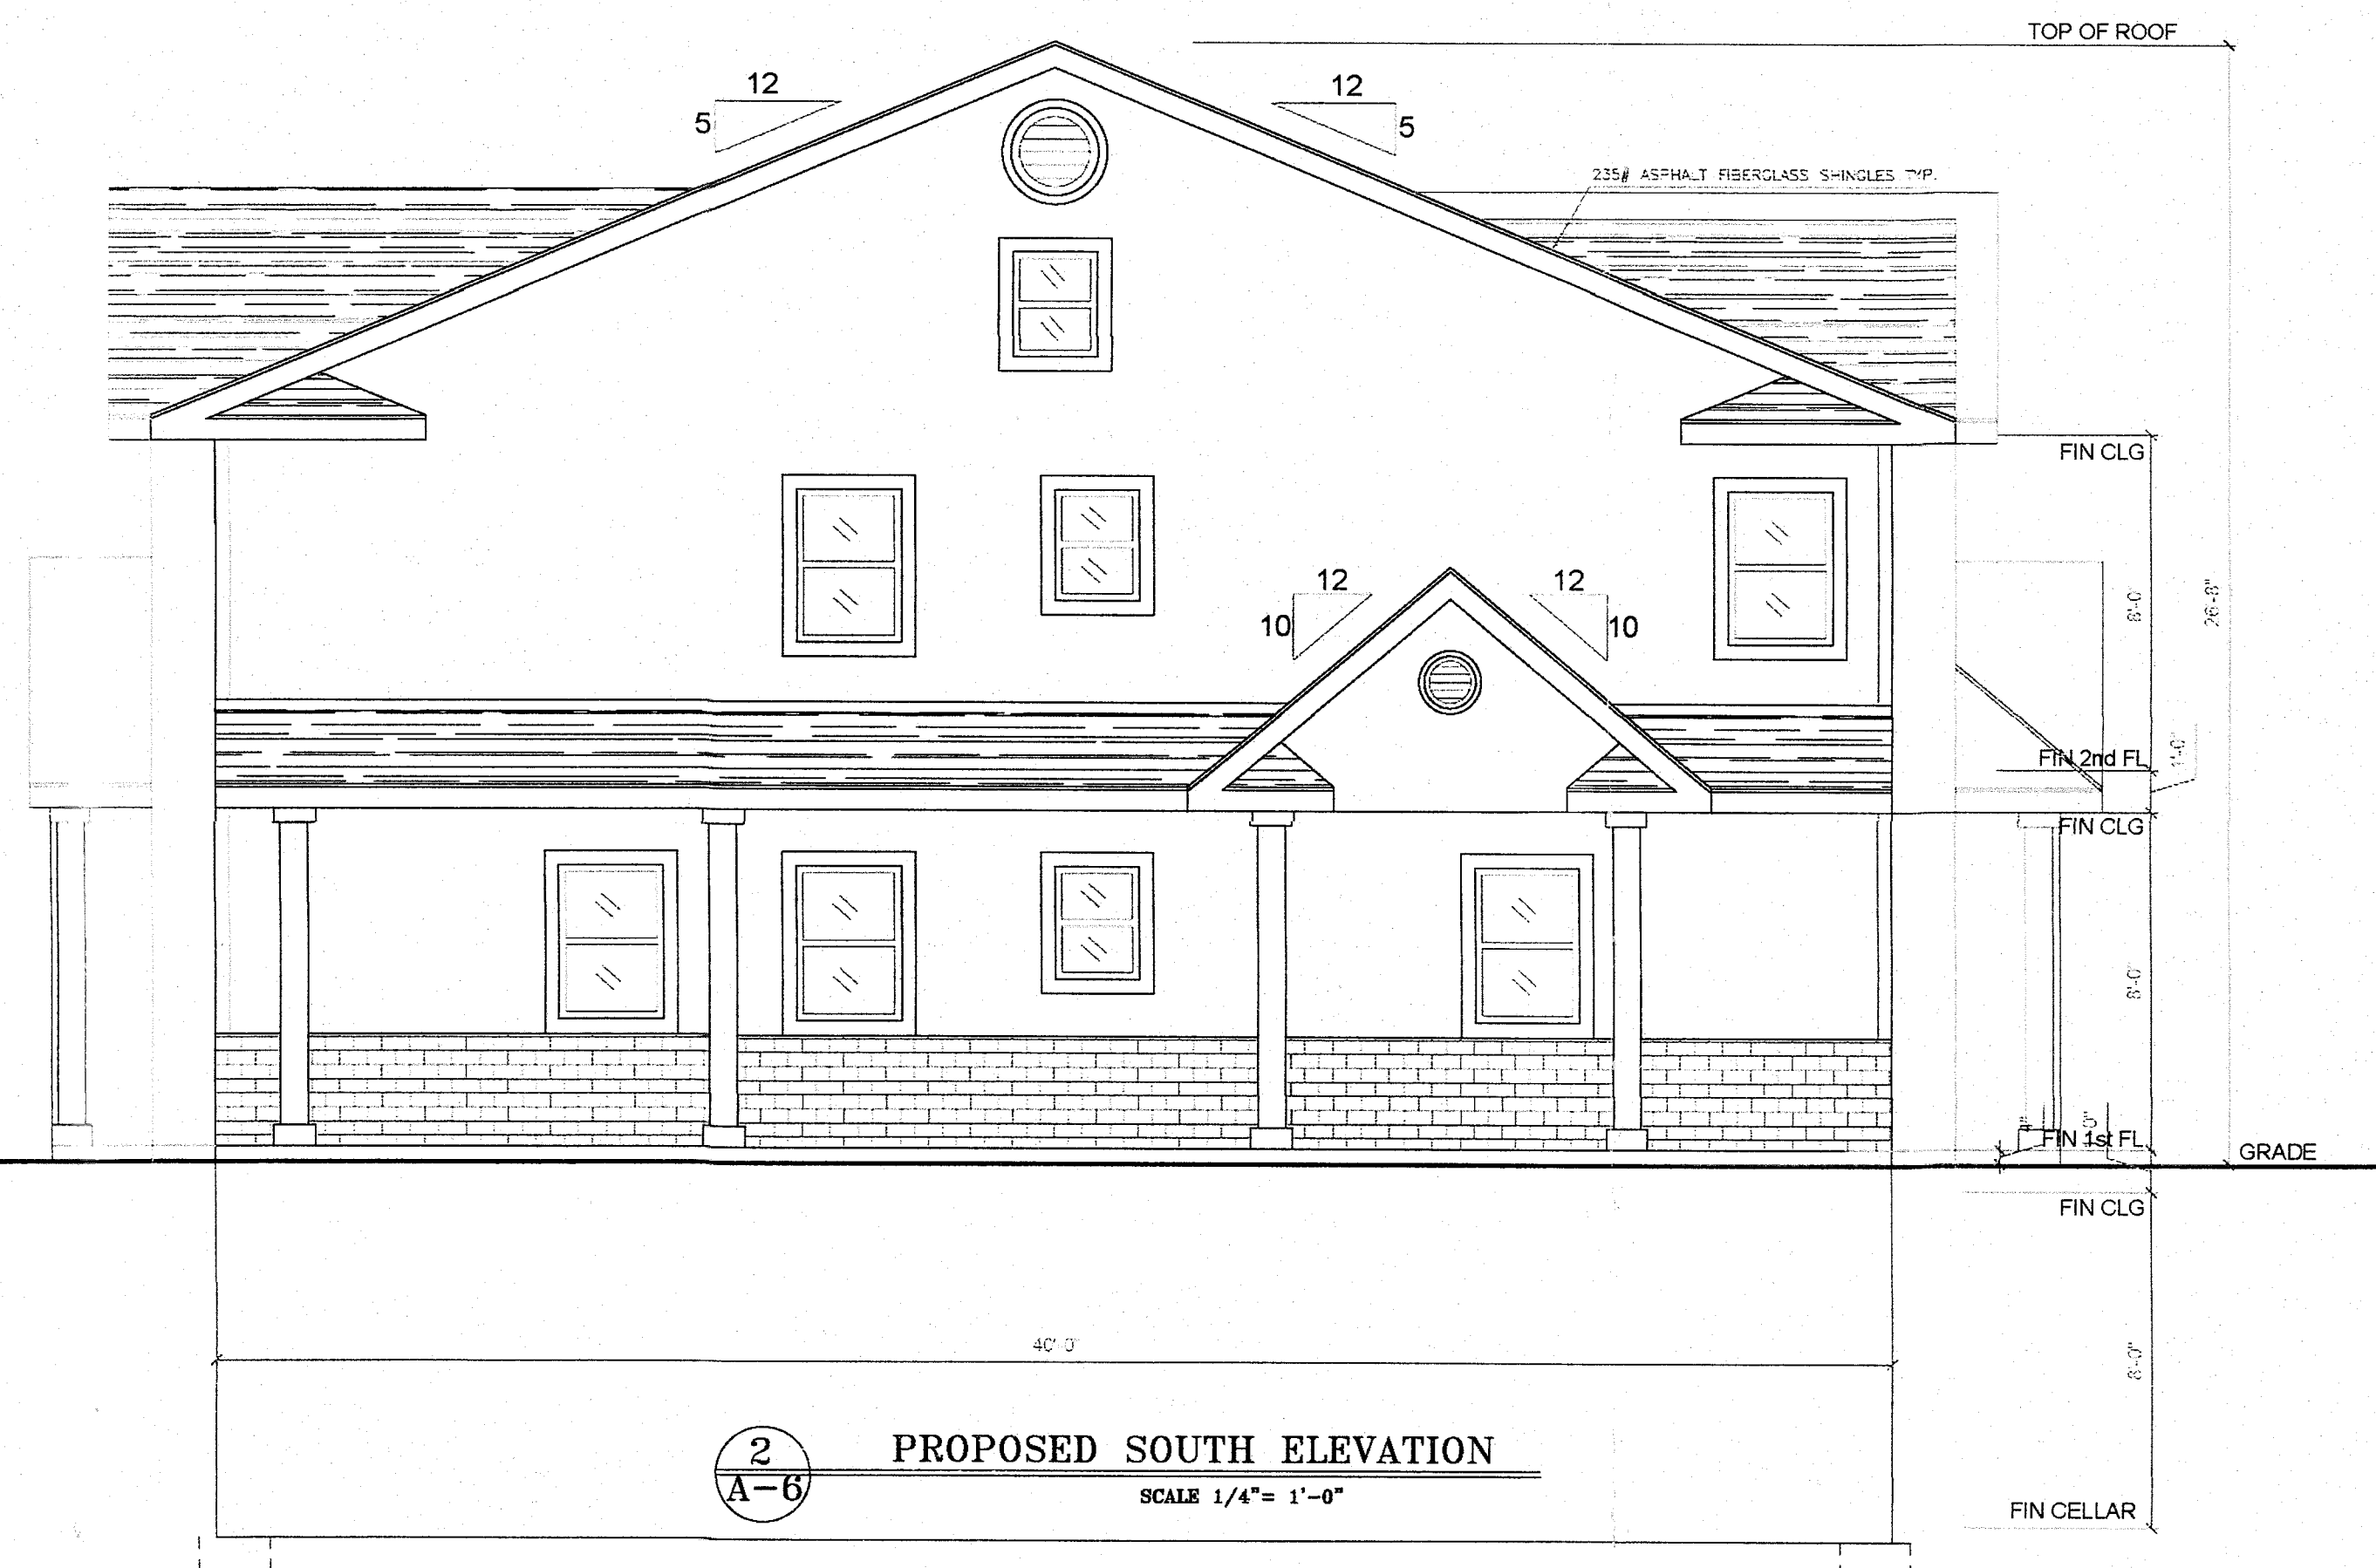 TOP OF ROOF
12
12
5
5
235# ASPHALT FIBERGLASS SHINGLES TYP.
FIN CLG
12
12
10
10
8'-0"
26'-8"
FIN 2nd FL
1'-0"
FIN CLG
8'-0"
4"
FIN 1st FL
GRADE
FIN CLG
40'-0"
8'-0"
2
A-6
PROPOSED SOUTH ELEVATION
SCALE 1/4"= 1'-0"
FIN CELLAR